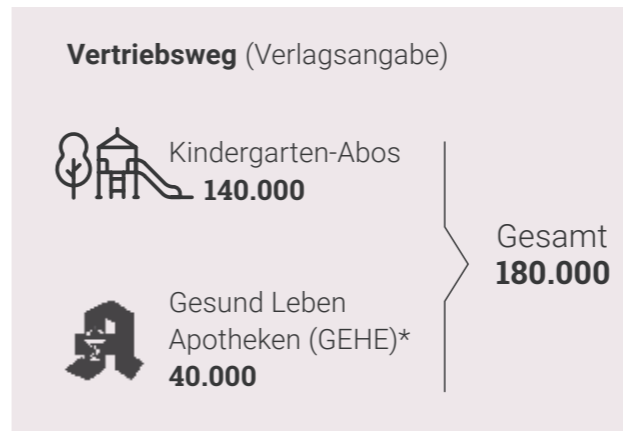 Vertriebsweg (Verlagsangabe)
Kindergarten-Abos
140.000
Gesamt
180.000
Gesund Leben
Apotheken (GEHE)*
40.000